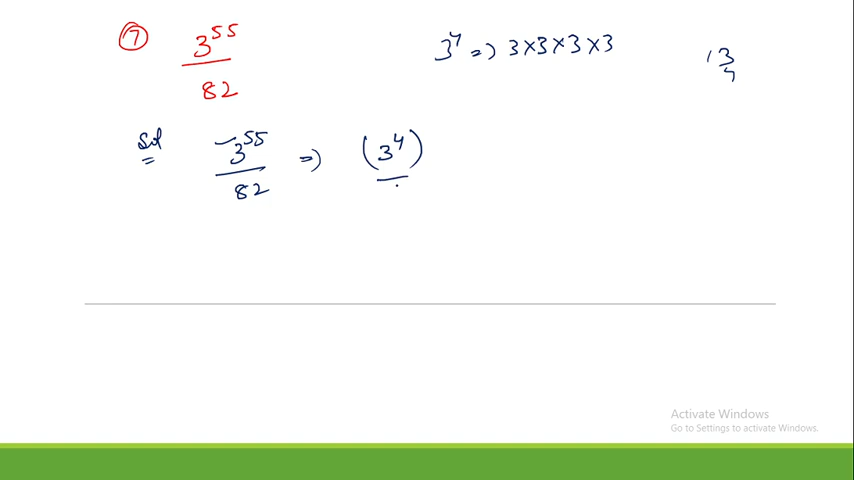 ⑦ 3^55 / 82
3^4 => 3×3×3×3
Sol 3^55 / 82 => (3^4)
Activate Windows
Go to Settings to activate Windows.